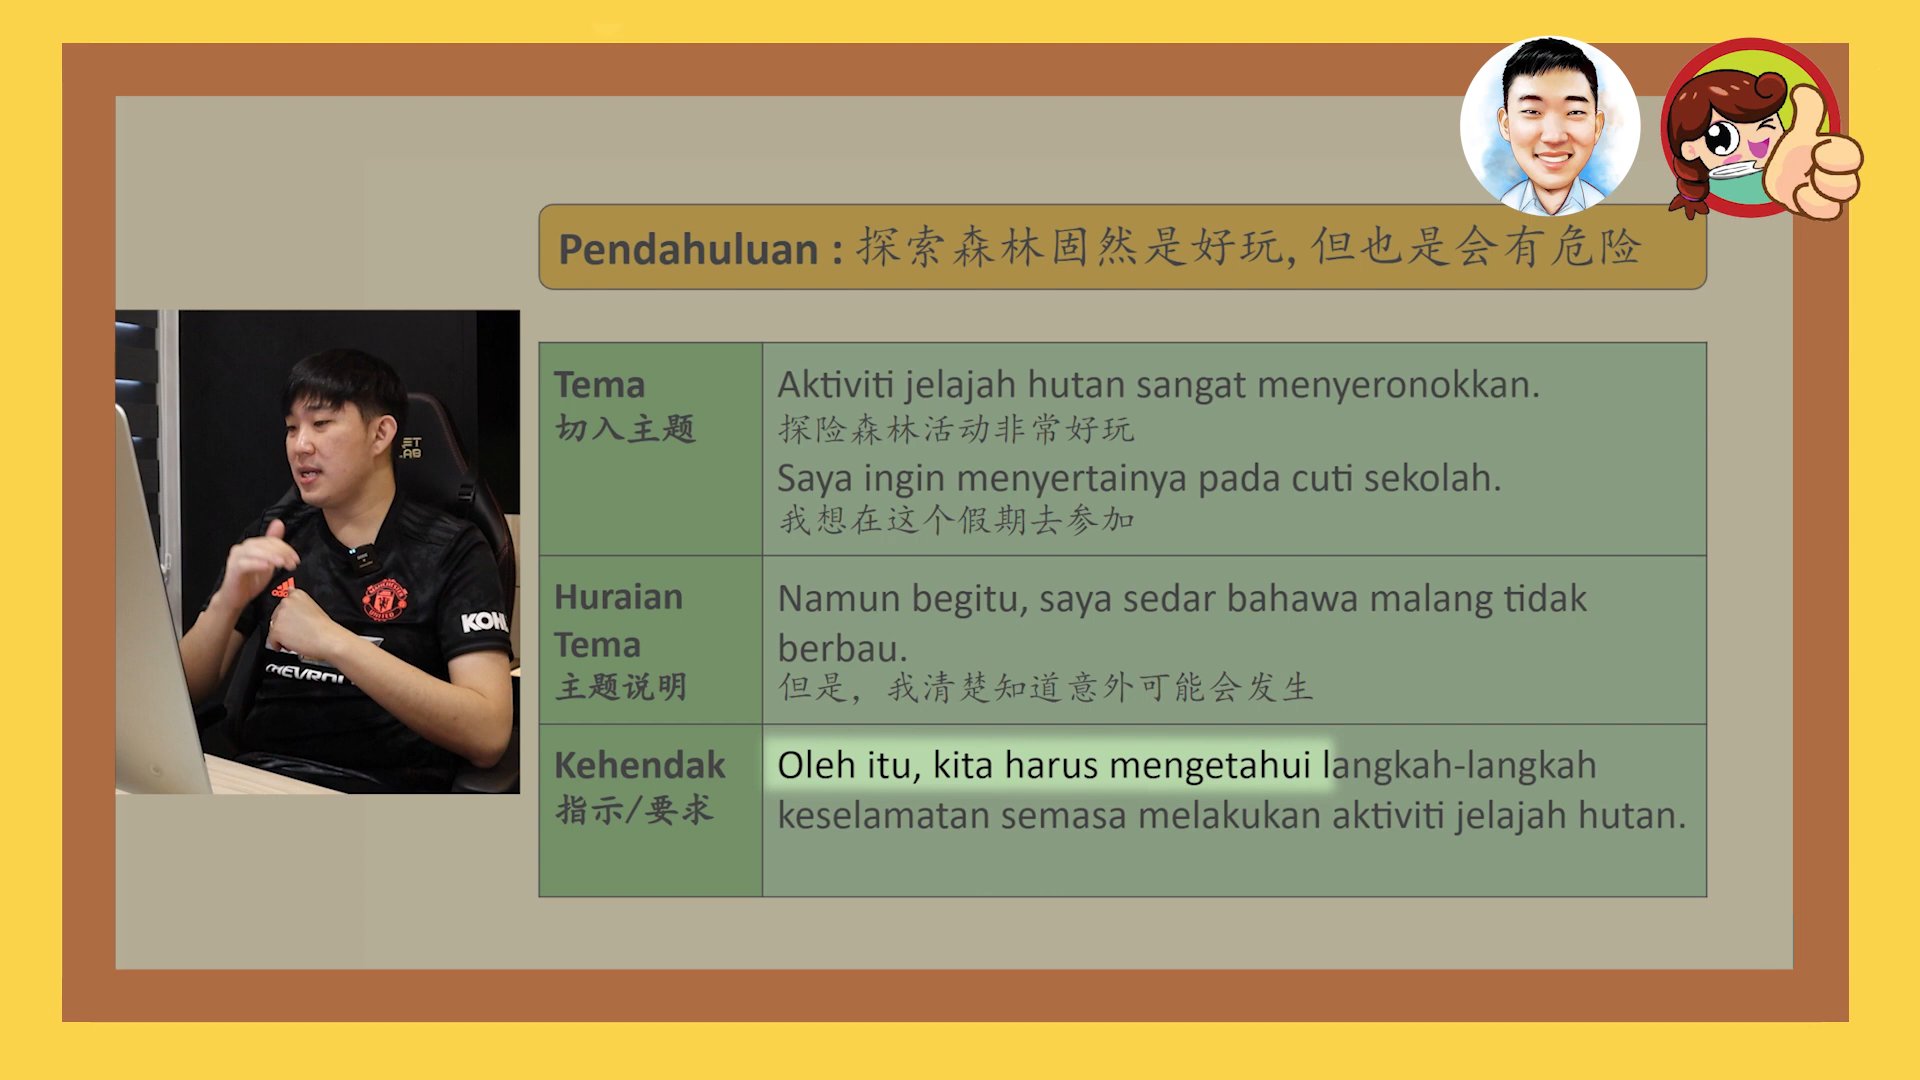 Pendahuluan : 探索森林固然是好玩, 但也是会有危险
Tema
切入主题
Aktiviti jelajah hutan sangat menyeronokkan.
探险森林活动非常好玩
Saya ingin menyertainya pada cuti sekolah.
我想在这个假期去参加
Huraian
Tema
主题说明
Namun begitu, saya sedar bahawa malang tidak
berbau.
但是，我清楚知道意外可能会发生
Kehendak
指示/要求
Oleh itu, kita harus mengetahui langkah-langkah
keselamatan semasa melakukan aktiviti jelajah hutan.
adidas
CHEVROL
KOH